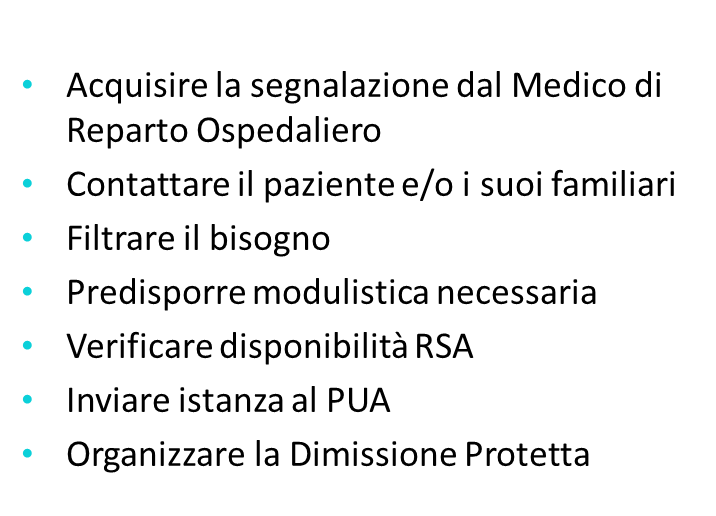 • Acquisire la segnalazione dal Medico di
Reparto Ospedaliero
• Contattare il paziente e/o i suoi familiari
• Filtrare il bisogno
• Predisporre modulistica necessaria
• Verificare disponibilità RSA
• Inviare istanza al PUA
• Organizzare la Dimissione Protetta